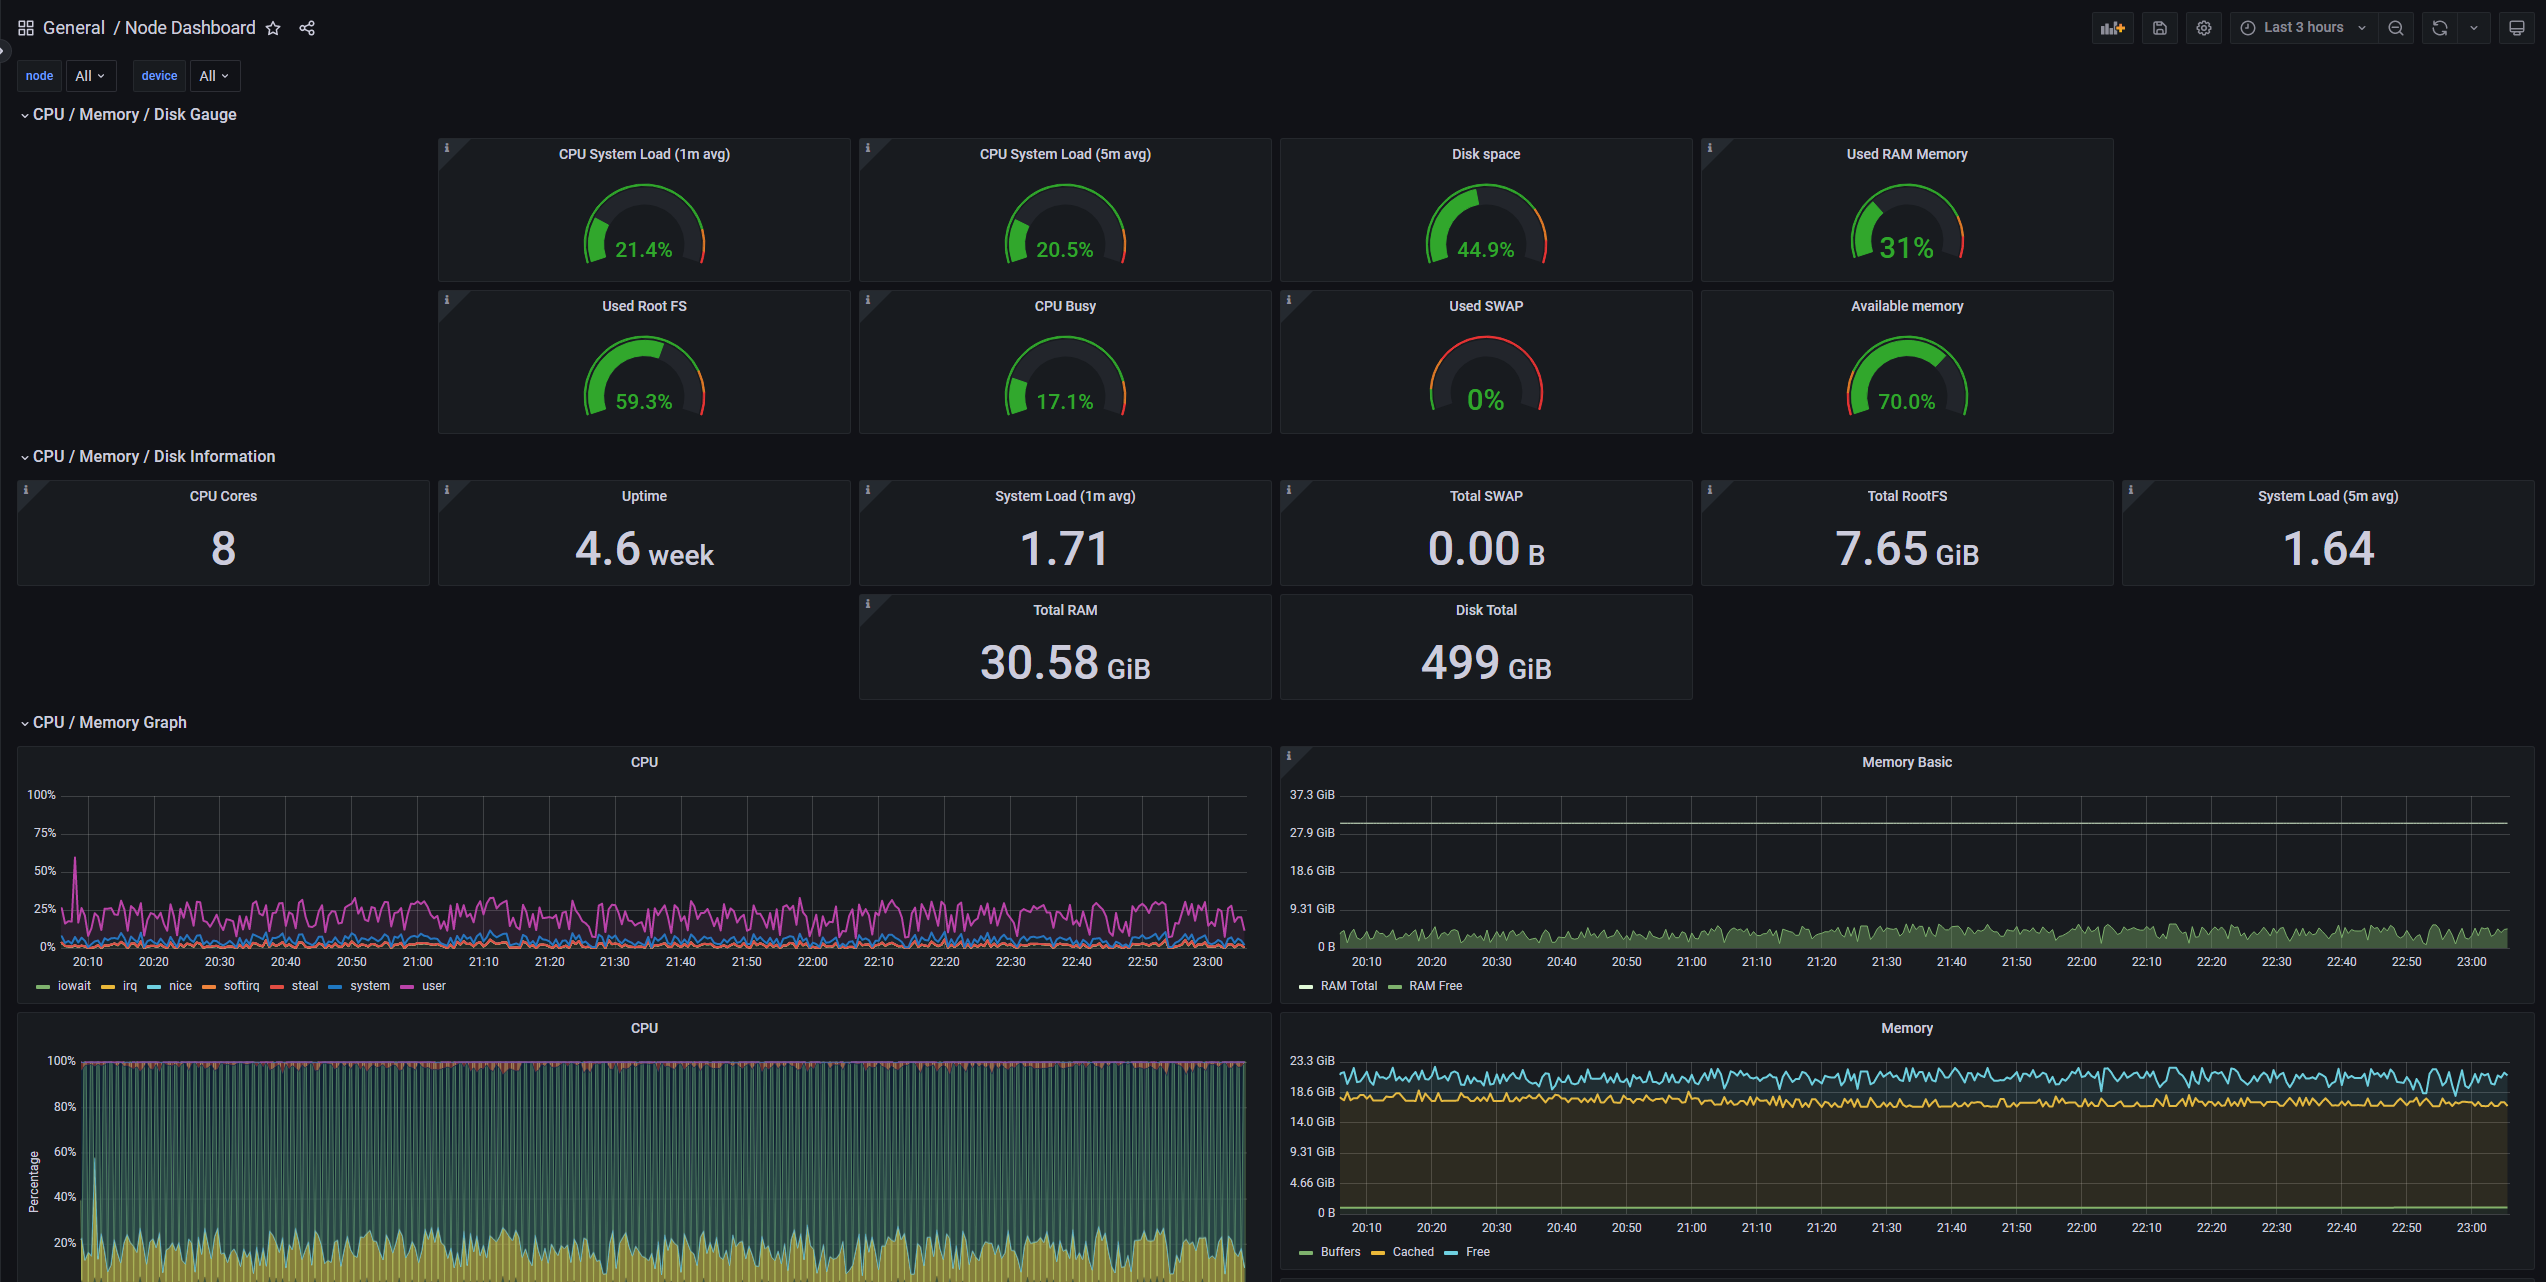 General / Node Dashboard
Last 3 hours
node All device All
CPU / Memory / Disk Gauge
CPU System Load (1m avg)
21.4%
CPU System Load (5m avg)
20.5%
Disk space
44.9%
Used RAM Memory
31%
Used Root FS
59.3%
CPU Busy
17.1%
Used SWAP
0%
Available memory
70.0%
CPU / Memory / Disk Information
CPU Cores
8
Uptime
4.6 week
System Load (1m avg)
1.71
Total SWAP
0.00 B
Total RootFS
7.65 GiB
System Load (5m avg)
1.64
Total RAM
30.58 GiB
Disk Total
499 GiB
CPU / Memory Graph
CPU
100%
75%
50%
25%
0%
20:10 20:20 20:30 20:40 20:50 21:00 21:10 21:20 21:30 21:40 21:50 22:00 22:10 22:20 22:30 22:40 22:50 23:00
iowait irq nice softirq steal system user
Memory Basic
37.3 GiB
27.9 GiB
18.6 GiB
9.31 GiB
0 B
20:10 20:20 20:30 20:40 20:50 21:00 21:10 21:20 21:30 21:40 21:50 22:00 22:10 22:20 22:30 22:40 22:50 23:00
RAM Total RAM Free
CPU
Percentage
100%
80%
60%
40%
20%
Memory
23.3 GiB
18.6 GiB
14.0 GiB
9.31 GiB
4.66 GiB
0 B
20:10 20:20 20:30 20:40 20:50 21:00 21:10 21:20 21:30 21:40 21:50 22:00 22:10 22:20 22:30 22:40 22:50 23:00
Buffers Cached Free